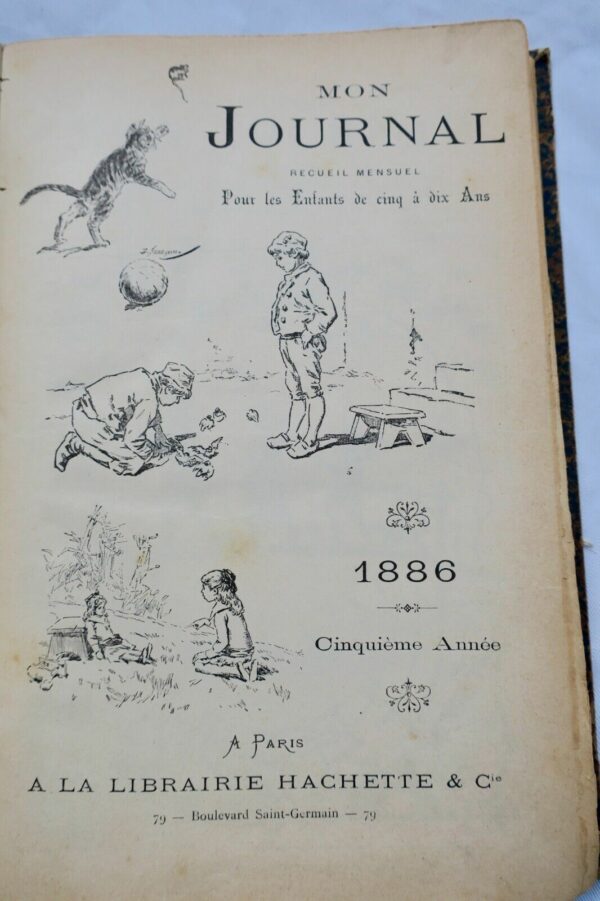 MON
JOURNAL
RECUEIL MENSUEL
Pour les Enfants de cinq à dix Ans
1886
Cinquième Année
A PARIS
A LA LIBRAIRIE HACHETTE & Cie
79 — Boulevard Saint-Germain — 79